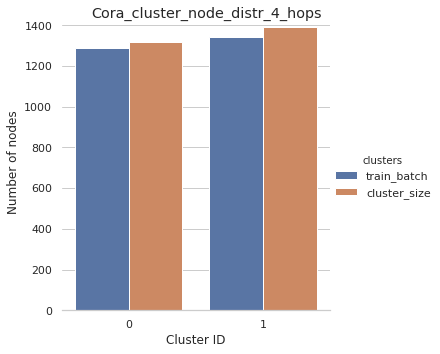 Cora_cluster_node_distr_4_hops
1400
1200
1000
800
600
400
200
0
Number of nodes
0 1
Cluster ID
clusters
train_batch
cluster_size